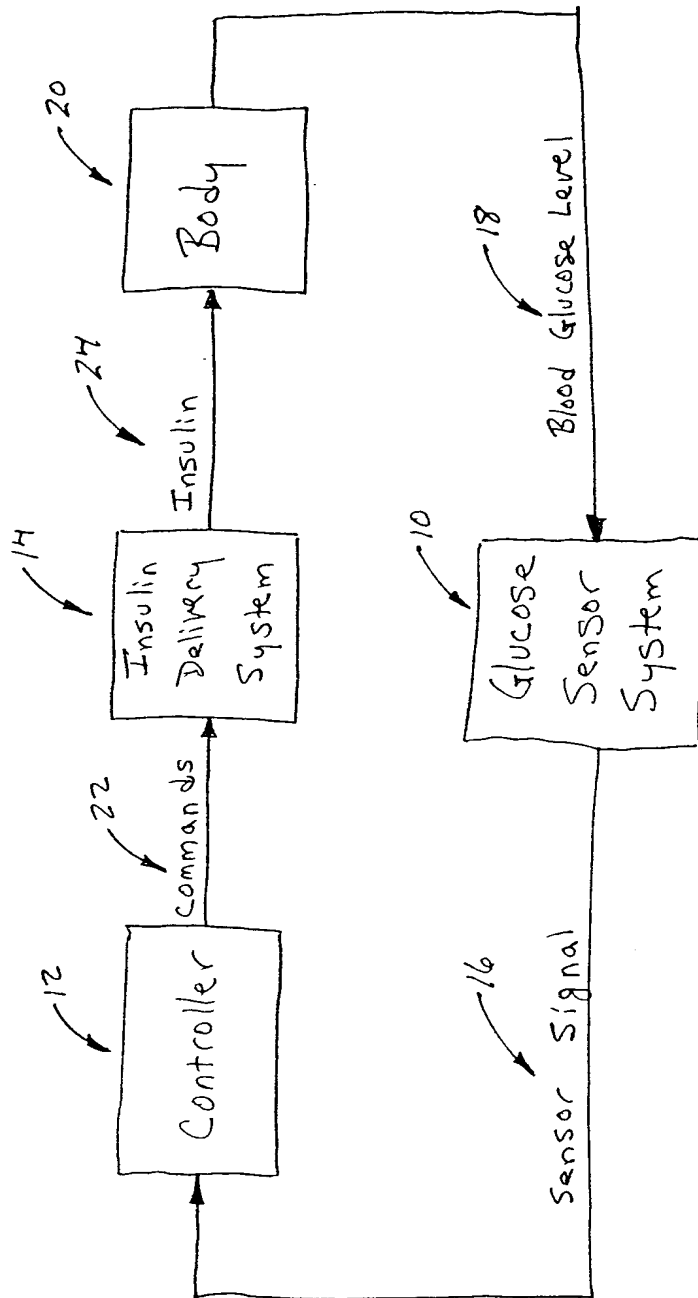 12
Controller
22
Commands
14
Insulin
Delivery
System
24
Insulin
20
Body
16
Sensor Signal
10
Glucose
Sensor
System
18
Blood Glucose Level